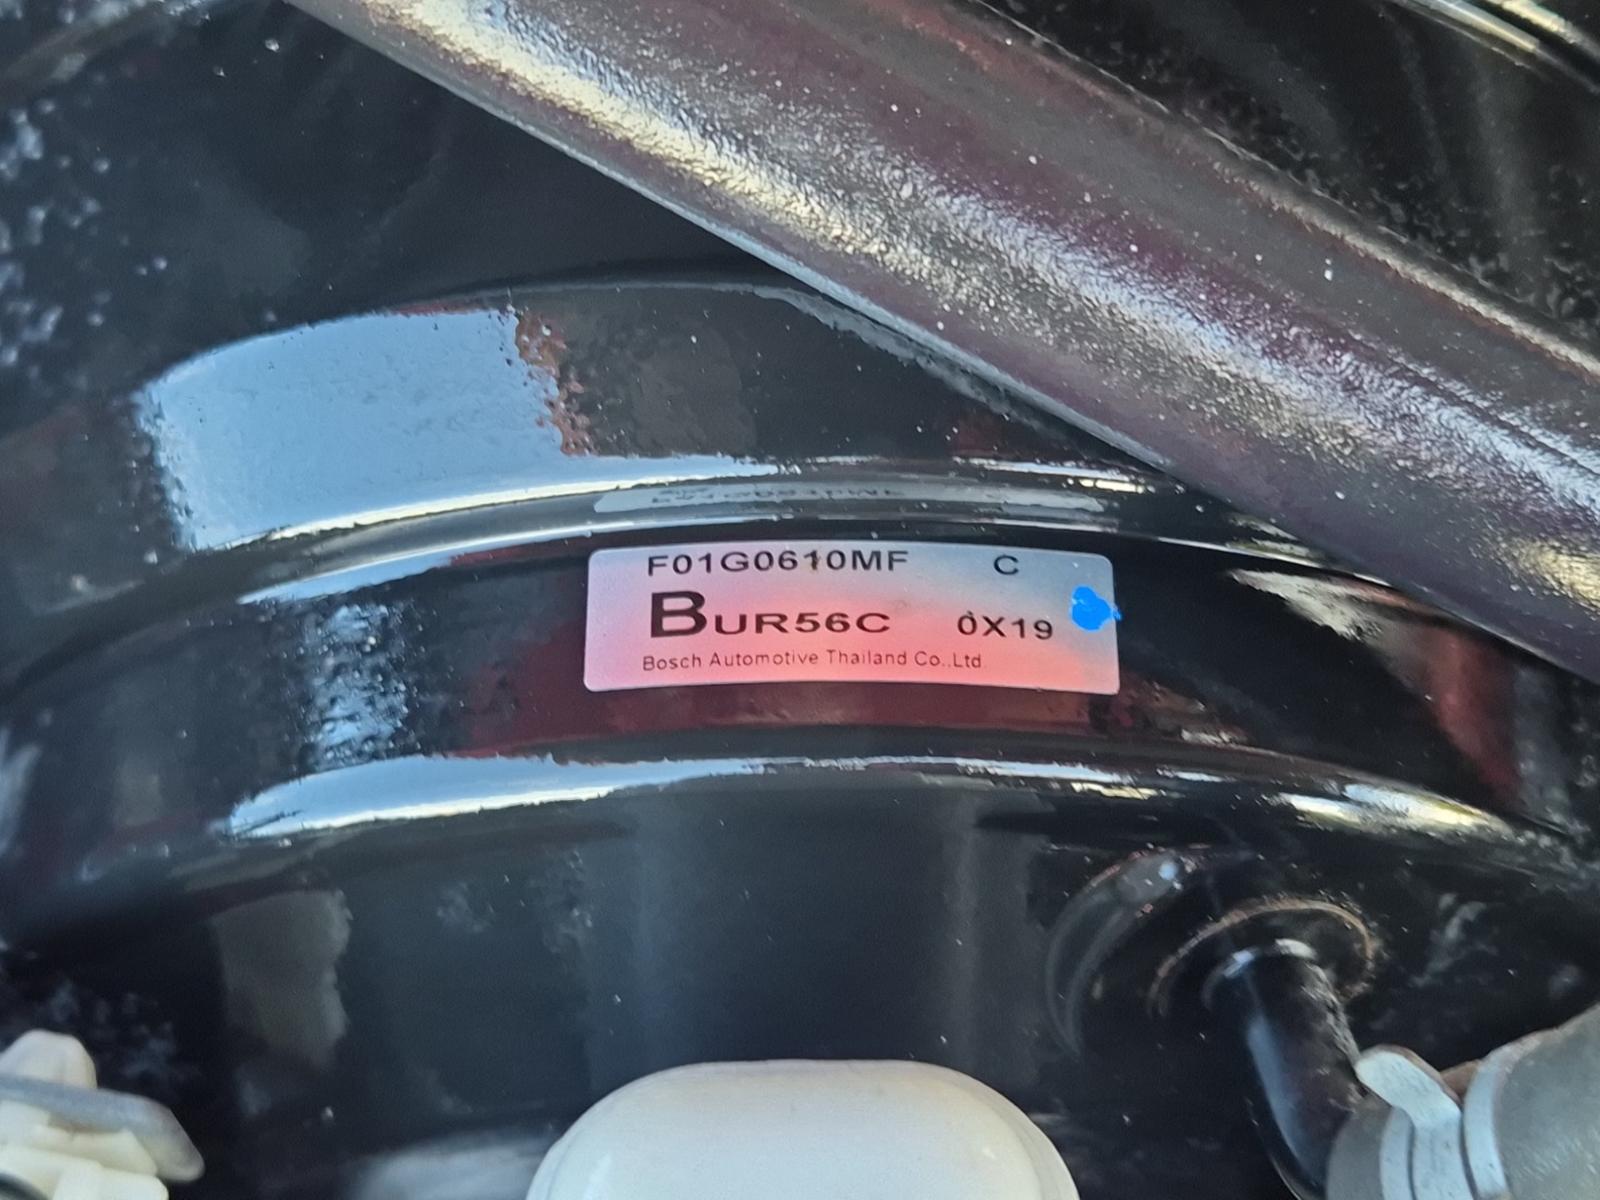 F01G0610MF C
BUR56C 0X19
Bosch Automotive Thailand Co.,Ltd.